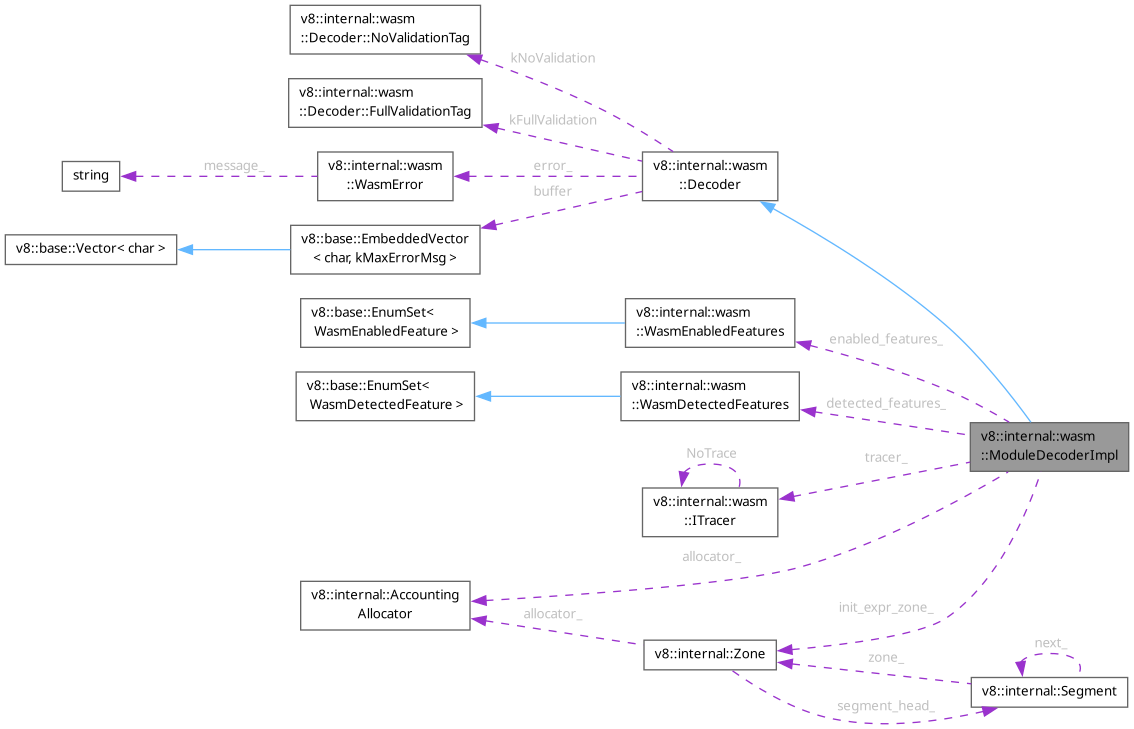 v8::internal::wasm
::Decoder::NoValidationTag
kNoValidation
v8::internal::wasm
::Decoder::FullValidationTag
kFullValidation
string
message_
v8::internal::wasm
::WasmError
error_
v8::internal::wasm
::Decoder
buffer
v8::base::Vector< char >
v8::base::EmbeddedVector
< char, kMaxErrorMsg >
v8::base::EnumSet<
WasmEnabledFeature >
v8::internal::wasm
::WasmEnabledFeatures
enabled_features_
v8::base::EnumSet<
WasmDetectedFeature >
v8::internal::wasm
::WasmDetectedFeatures
detected_features_
v8::internal::wasm
::ModuleDecoderImpl
NoTrace
tracer_
v8::internal::wasm
::ITracer
allocator_
v8::internal::Accounting
Allocator
allocator_
init_expr_zone_
v8::internal::Zone
zone_
next_
v8::internal::Segment
segment_head_